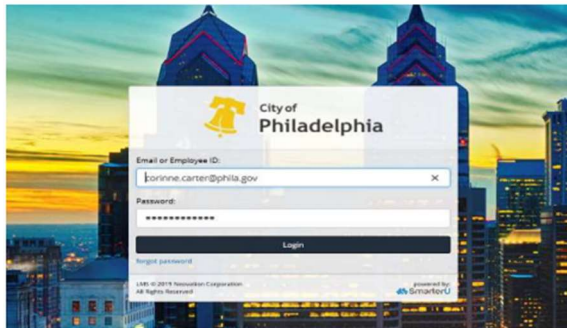 City of
Philadelphia
Email or Employee ID:
corinne.carter@phila.gov
Password:
************
Login
forgot password
LMS © 2019 Neovation Corporation
All Rights Reserved
powered by:
SmarterU